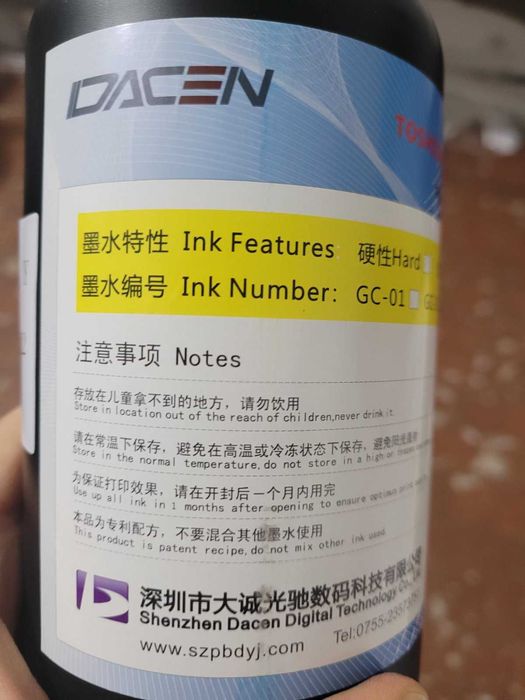 DACEN
墨水特性 Ink Features: 硬性Hard
墨水编号 Ink Number: GC-01
注意事项 Notes
存放在儿童拿不到的地方，请勿饮用
Store in location out of the reach of children,never drink it.
请在常温下保存，避免在高温或冷冻状态下保存，避免阳光直射
Store in the normal temperature,do not store in a high or frozen
为保证打印效果，请在开封后一个月内用完
Use up all ink in 1 months after opening to ensure optimum print
本品为专利配方，不要混合其他墨水使用
This product is patent recipe,do not mix other ink used.
深圳市大诚光驰数码科技有限公司
Shenzhen Dacen Digital Technology Co.,
www.szpbdyj.com Tel:0755-